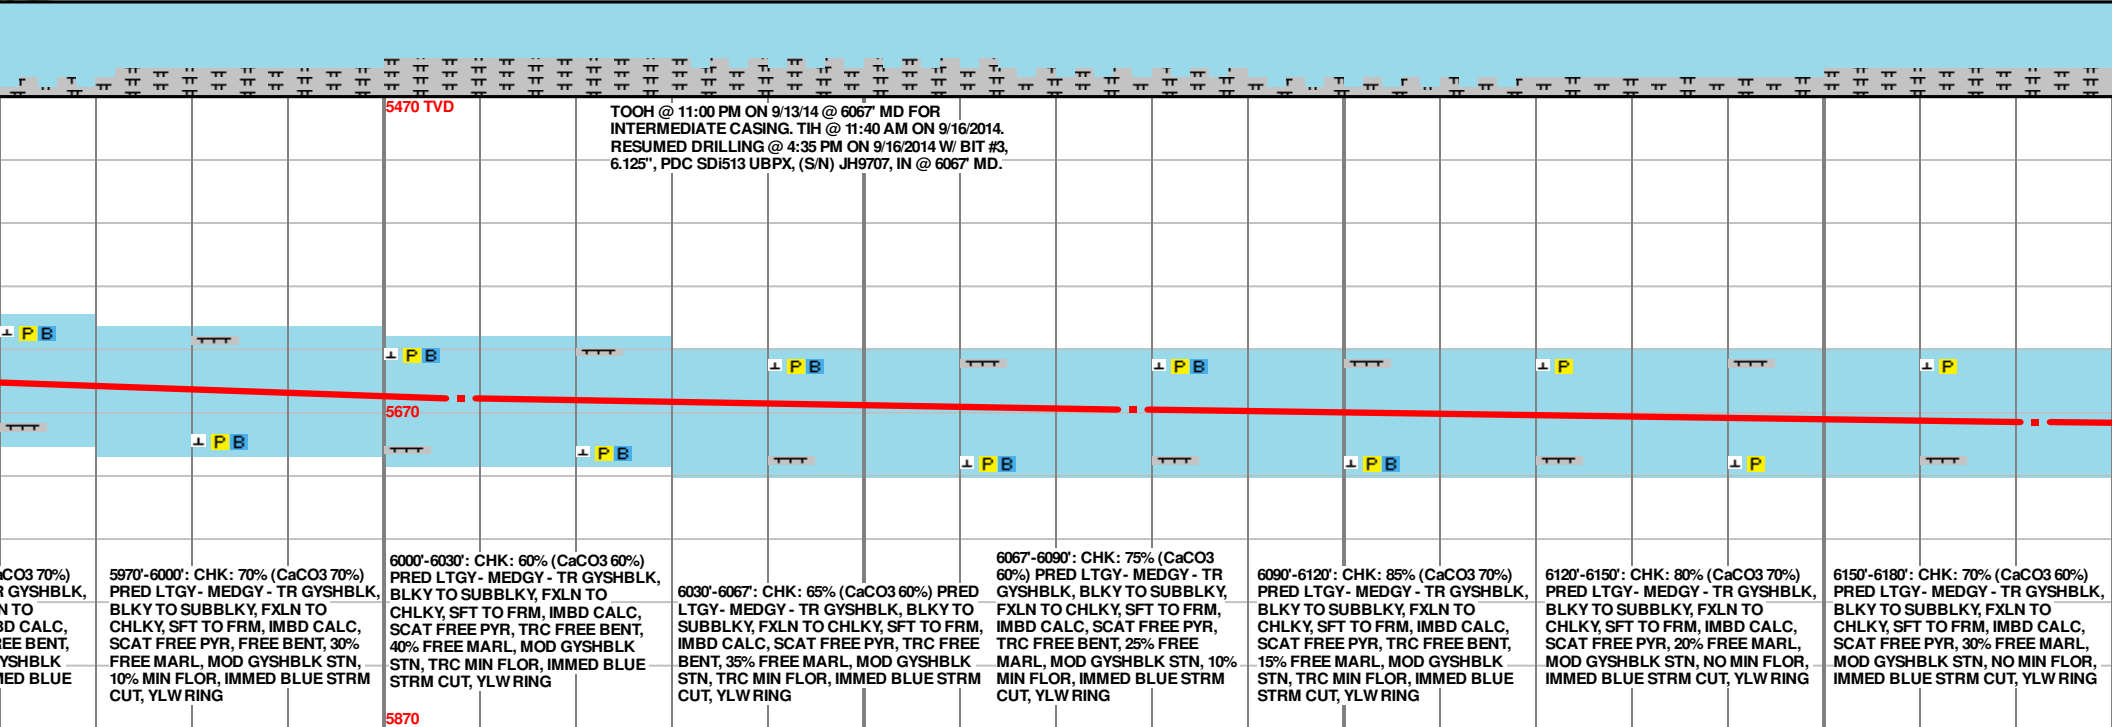 5470 TVD
TOOH @ 11:00 PM ON 9/13/14 @ 6067' MD FOR
INTERMEDIATE CASING. TIH @ 11:40 AM ON 9/16/2014.
RESUMED DRILLING @ 4:35 PM ON 9/16/2014 W/ BIT #3,
6.125", PDC SDi513 UBPX, (S/N) JH9707, IN @ 6067' MD.
P B
P B
P B
P B
P
P
5670
P B
P B
P B
P B
P
aCO3 70%)
R GYSHBLK,
N TO
BD CALC,
EE BENT,
YSHBLK
MED BLUE
5970'-6000': CHK: 70% (CaCO3 70%)
PRED LTGY- MEDGY - TR GYSHBLK,
BLKY TO SUBBLKY, FXLN TO
CHLKY, SFT TO FRM, IMBD CALC,
SCAT FREE PYR, FREE BENT, 30%
FREE MARL, MOD GYSHBLK STN,
10% MIN FLOR, IMMED BLUE STRM
CUT, YLW RING
6000'-6030': CHK: 60% (CaCO3 60%)
PRED LTGY- MEDGY - TR GYSHBLK,
BLKY TO SUBBLKY, FXLN TO
CHLKY, SFT TO FRM, IMBD CALC,
SCAT FREE PYR, TRC FREE BENT,
40% FREE MARL, MOD GYSHBLK
STN, TRC MIN FLOR, IMMED BLUE
STRM CUT, YLW RING
6030'-6067': CHK: 65% (CaCO3 60%) PRED
LTGY- MEDGY - TR GYSHBLK, BLKY TO
SUBBLKY, FXLN TO CHLKY, SFT TO FRM,
IMBD CALC, SCAT FREE PYR, TRC FREE
BENT, 35% FREE MARL, MOD GYSHBLK
STN, TRC MIN FLOR, IMMED BLUE STRM
CUT, YLW RING
6067'-6090': CHK: 75% (CaCO3
60%) PRED LTGY- MEDGY - TR
GYSHBLK, BLKY TO SUBBLKY,
FXLN TO CHLKY, SFT TO FRM,
IMBD CALC, SCAT FREE PYR,
TRC FREE BENT, 25% FREE
MARL, MOD GYSHBLK STN, 10%
MIN FLOR, IMMED BLUE STRM
CUT, YLW RING
6090'-6120': CHK: 85% (CaCO3 70%)
PRED LTGY- MEDGY - TR GYSHBLK,
BLKY TO SUBBLKY, FXLN TO
CHLKY, SFT TO FRM, IMBD CALC,
SCAT FREE PYR, TRC FREE BENT,
15% FREE MARL, MOD GYSHBLK
STN, TRC MIN FLOR, IMMED BLUE
STRM CUT, YLW RING
6120'-6150': CHK: 80% (CaCO3 70%)
PRED LTGY- MEDGY - TR GYSHBLK,
BLKY TO SUBBLKY, FXLN TO
CHLKY, SFT TO FRM, IMBD CALC,
SCAT FREE PYR, 20% FREE MARL,
MOD GYSHBLK STN, NO MIN FLOR,
IMMED BLUE STRM CUT, YLW RING
6150'-6180': CHK: 70% (CaCO3 60%)
PRED LTGY- MEDGY - TR GYSHBLK,
BLKY TO SUBBLKY, FXLN TO
CHLKY, SFT TO FRM, IMBD CALC,
SCAT FREE PYR, 30% FREE MARL,
MOD GYSHBLK STN, NO MIN FLOR,
IMMED BLUE STRM CUT, YLW RING
5870